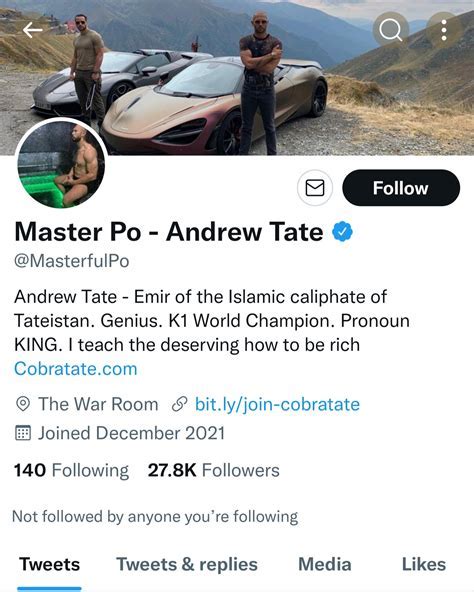 Follow
Master Po - Andrew Tate
@MasterfulPo
Andrew Tate - Emir of the Islamic caliphate of
Tateistan. Genius. K1 World Champion. Pronoun
KING. I teach the deserving how to be rich
Cobratate.com
The War Room bit.ly/join-cobratate
Joined December 2021
140 Following 27.8K Followers
Not followed by anyone you’re following
Tweets Tweets & replies Media Likes